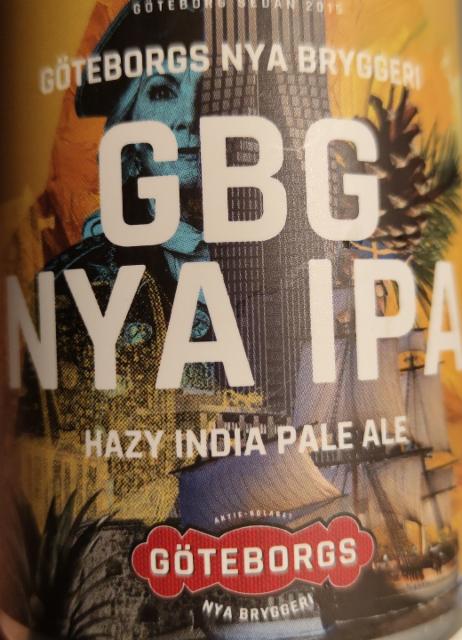 GÖTEBORG SEDAN 2015
GÖTEBORGS NYA BRYGGERI
GBG
NYA IPA
HAZY INDIA PALE ALE
AKTIE-BOLAGET
GÖTEBORGS
NYA BRYGGERI